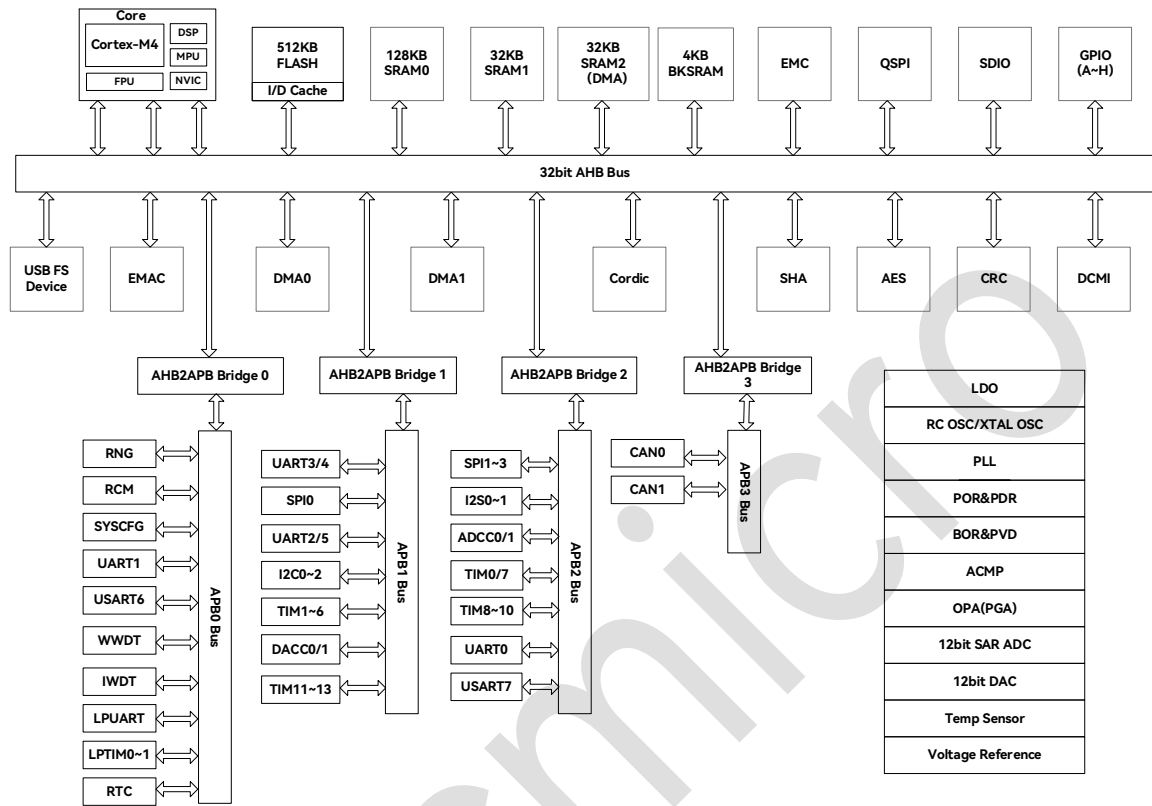 Core
Cortex-M4
DSP
MPU
FPU
NVIC
512KB
FLASH
I/D Cache
128KB
SRAM0
32KB
SRAM1
32KB
SRAM2
(DMA)
4KB
BKSRAM
EMC
QSPI
SDIO
GPIO
(A~H)
32bit AHB Bus
USB FS
Device
EMAC
DMA0
DMA1
Cordic
SHA
AES
CRC
DCMI
AHB2APB Bridge 0
AHB2APB Bridge 1
AHB2APB Bridge 2
AHB2APB Bridge
3
RNG
RCM
SYSCFG
UART1
USART6
WWDT
IWDT
LPUART
LPTIM0~1
RTC
APB0 Bus
UART3/4
SPI0
UART2/5
I2C0~2
TIM1~6
DACC0/1
TIM11~13
APB1 Bus
SPI1~3
I2S0~1
ADCC0/1
TIM0/7
TIM8~10
UART0
USART7
APB2 Bus
CAN0
CAN1
APB3 Bus
LDO
RC OSC/XTAL OSC
PLL
POR&PDR
BOR&PVD
ACMP
OPA(PGA)
12bit SAR ADC
12bit DAC
Temp Sensor
Voltage Reference
micro